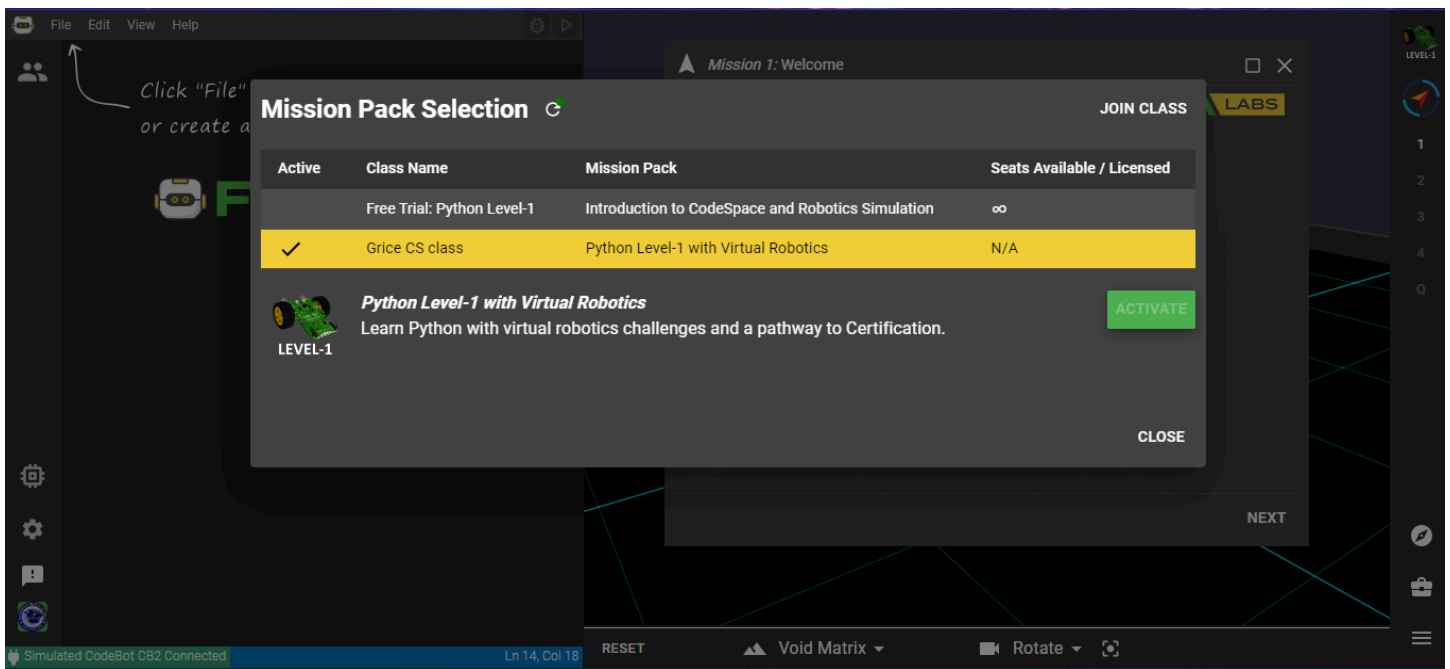 File Edit View Help
LEVEL-1
Mission 1: Welcome
Click "File"
or create a
LABS
Mission Pack Selection
JOIN CLASS
Active Class Name Mission Pack Seats Available / Licensed
Free Trial: Python Level-1 Introduction to CodeSpace and Robotics Simulation ∞
Grice CS class Python Level-1 with Virtual Robotics N/A
LEVEL-1
Python Level-1 with Virtual Robotics
Learn Python with virtual robotics challenges and a pathway to Certification.
ACTIVATE
CLOSE
1
2
3
4
Q
F
NEXT
Simulated CodeBot CB2 Connected Ln 14, Col 18
RESET Void Matrix Rotate